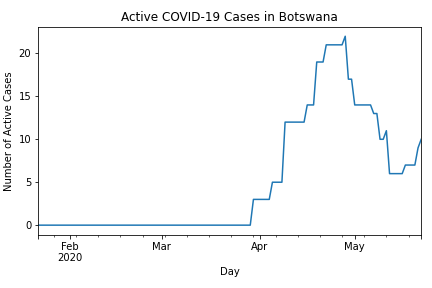 Active COVID-19 Cases in Botswana
Number of Active Cases
20
15
10
5
0
Feb
2020
Mar
Apr
May
Day